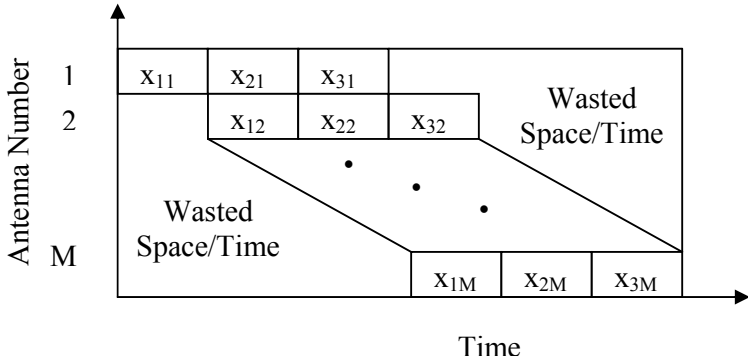 Antenna Number
1
x₁₁ x₂₁ x₃₁
2
x₁₂ x₂₂ x₃₂
Wasted
Space/Time
Wasted
Space/Time
M
x₁M x₂M x₃M
Time